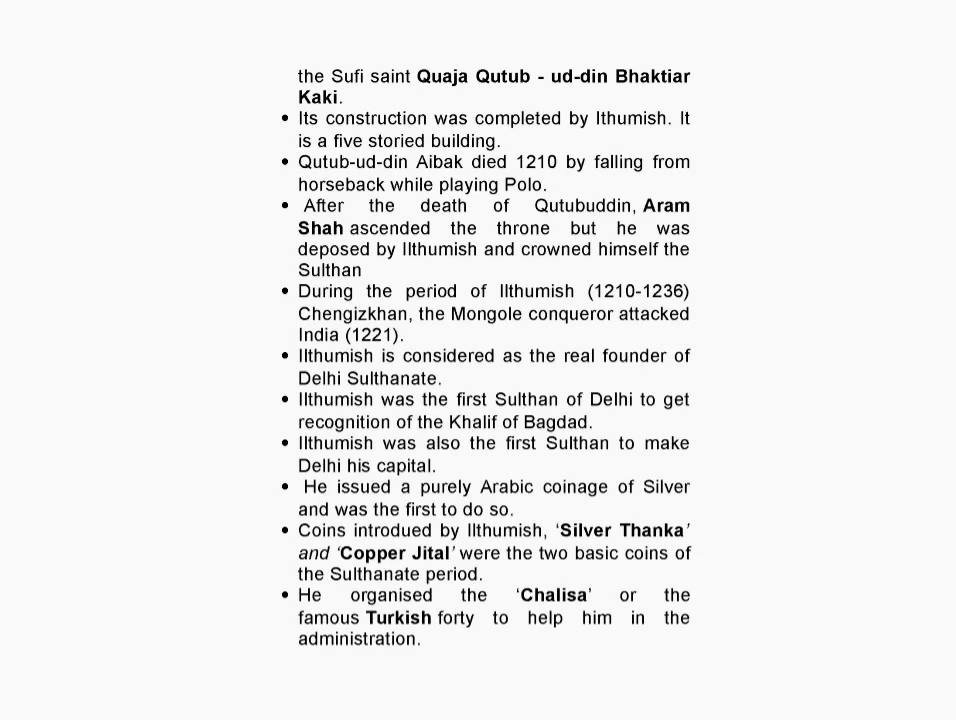 the Sufi saint Quaja Qutub - ud-din Bhaktiar
Kaki.
• Its construction was completed by Ithumish. It
is a five storied building.
• Qutub-ud-din Aibak died 1210 by falling from
horseback while playing Polo.
• After the death of Qutubuddin, Aram
Shah ascended the throne but he was
deposed by Ilthumish and crowned himself the
Sulthan
• During the period of Ilthumish (1210-1236)
Chengizkhan, the Mongole conqueror attacked
India (1221).
• Ilthumish is considered as the real founder of
Delhi Sulthanate.
• Ilthumish was the first Sulthan of Delhi to get
recognition of the Khalif of Bagdad.
• Ilthumish was also the first Sulthan to make
Delhi his capital.
• He issued a purely Arabic coinage of Silver
and was the first to do so.
• Coins introdued by Ilthumish, ‘Silver Thanka’
and ‘Copper Jital’ were the two basic coins of
the Sulthanate period.
• He organised the ‘Chalisa’ or the
famous Turkish forty to help him in the
administration.